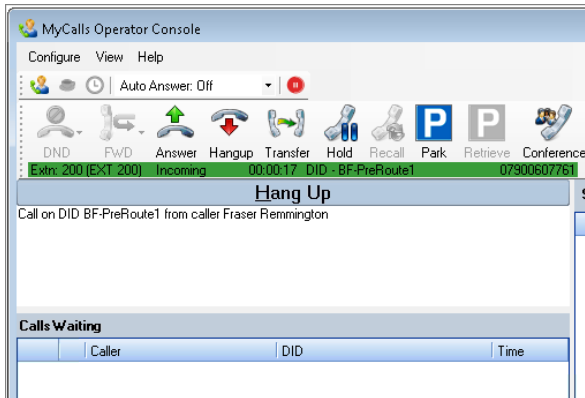 MyCalls Operator Console
Configure View Help
Auto Answer: Off
P P
DND FWD Answer Hangup Transfer Hold Recall Park Retrieve Conference
Extn: 200 (EXT 200) Incoming 00:00:17 DID - BF-PreRoute1 07900607761
Hang Up
Call on DID BF-PreRoute1 from caller Fraser Remmington
Calls Waiting
Caller DID Time